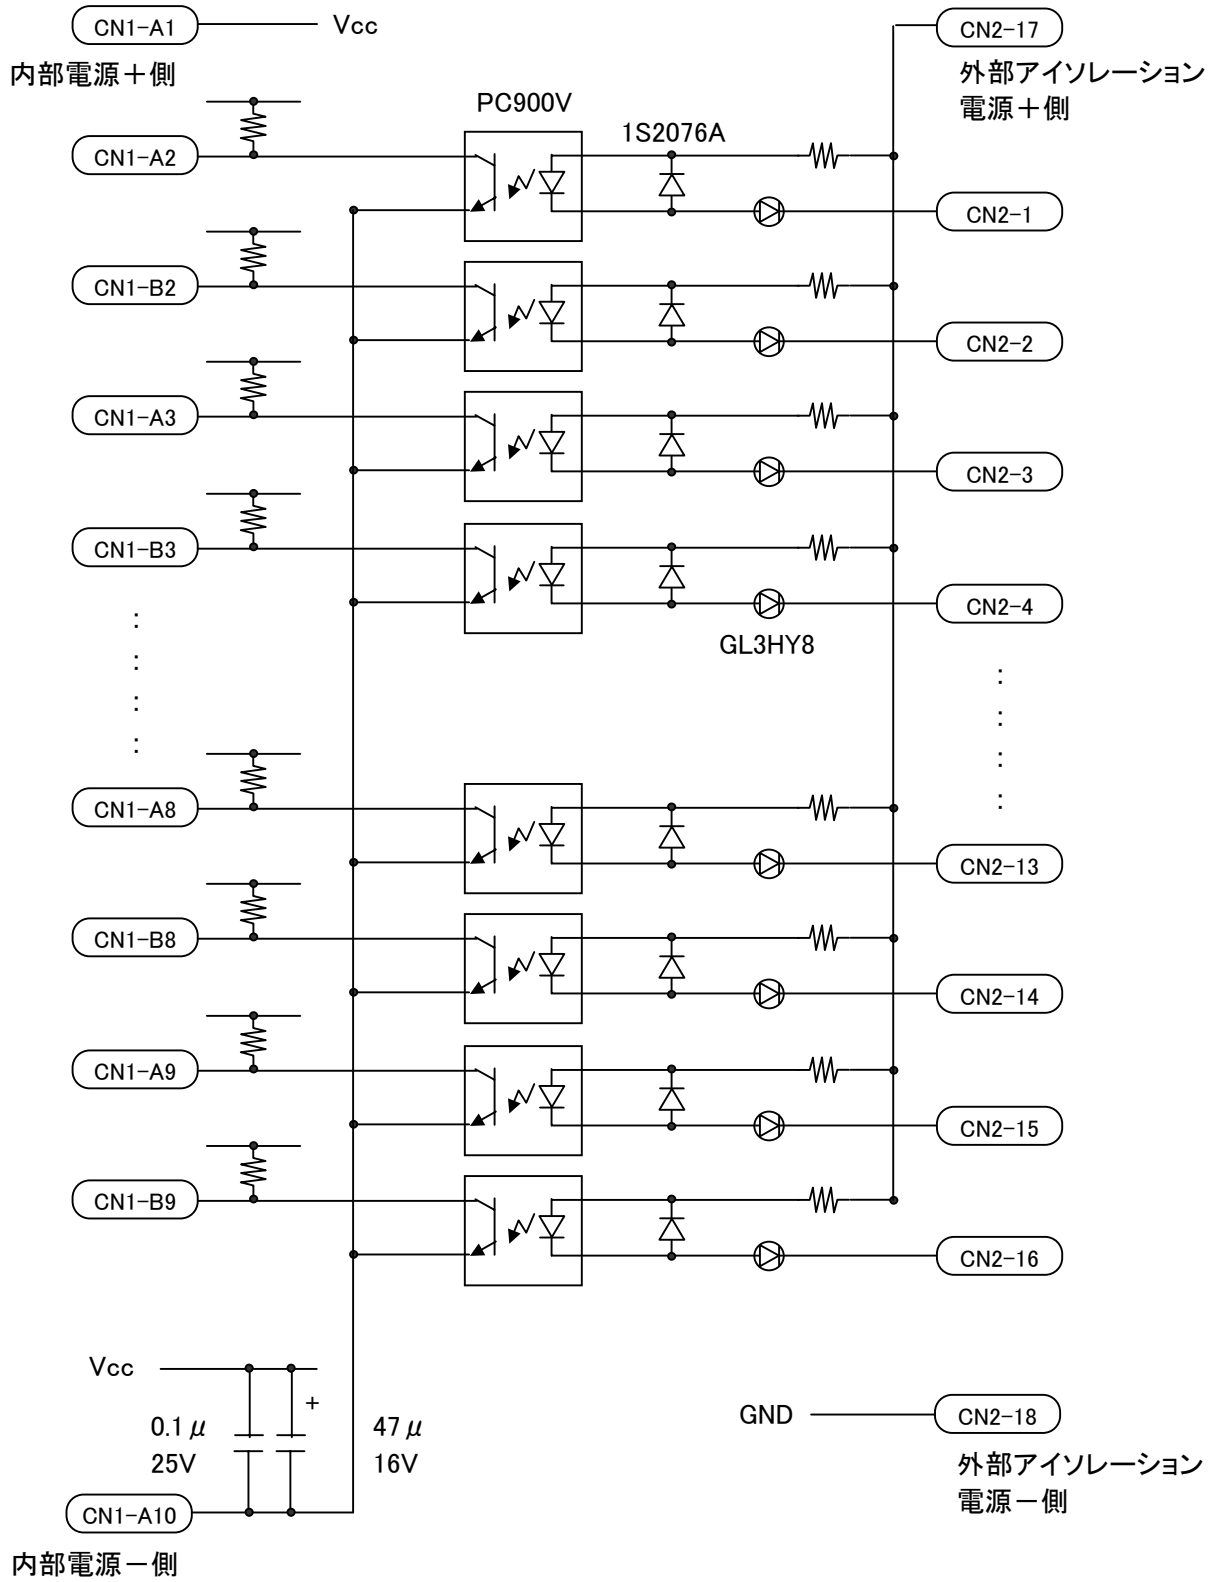 CN1-A1
Vcc
CN2-17
内部電源＋側
外部アイソレーション
電源＋側
PC900V
1S2076A
CN1-A2
CN2-1
CN1-B2
CN2-2
CN1-A3
CN2-3
CN1-B3
CN2-4
GL3HY8
:
:
:
:
:
:
:
:
CN1-A8
CN2-13
CN1-B8
CN2-14
CN1-A9
CN2-15
CN1-B9
CN2-16
Vcc
+
0.1μ
25V
47μ
16V
GND
CN2-18
外部アイソレーション
電源－側
CN1-A10
内部電源－側